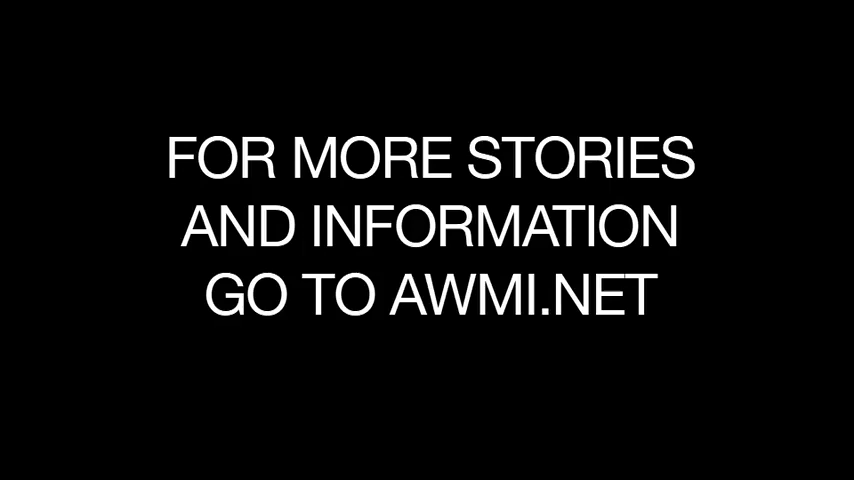 FOR MORE STORIES
AND INFORMATION
GO TO AWMI.NET